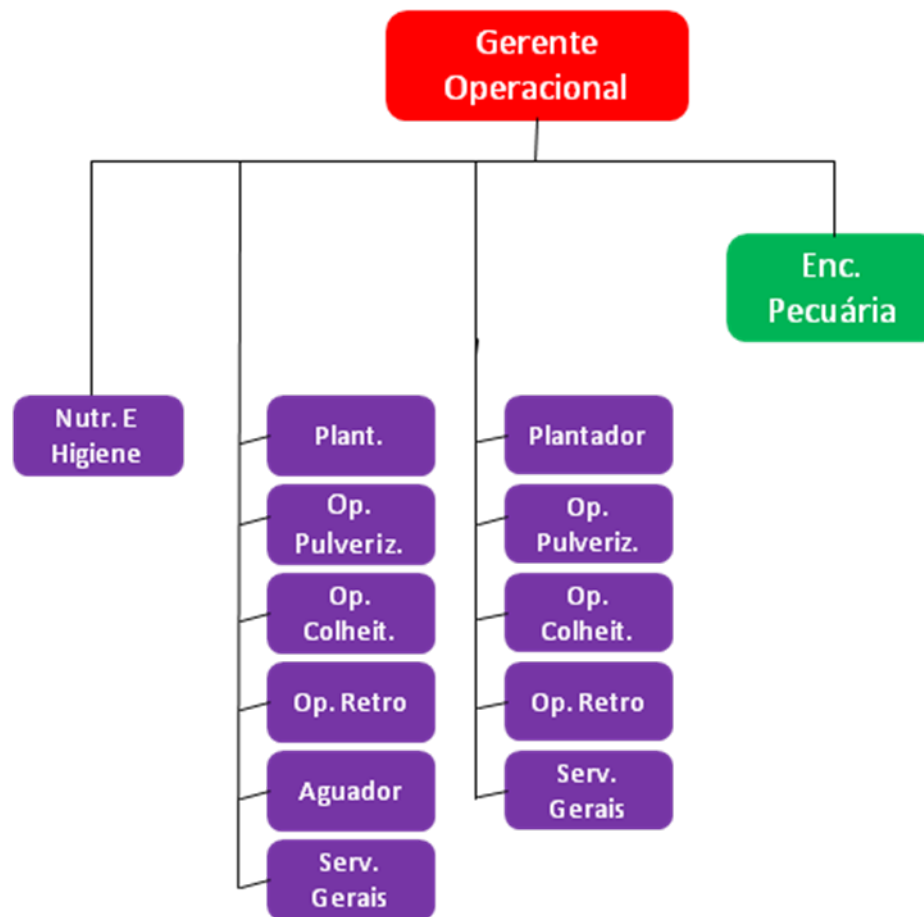 Gerente
Operacional
Enc.
Pecuária
Nutr. E
Higiene
Plant.
Op.
Pulveriz.
Op.
Colheit.
Op. Retro
Aguador
Serv.
Gerais
Plantador
Op.
Pulveriz.
Op.
Colheit.
Op. Retro
Serv.
Gerais